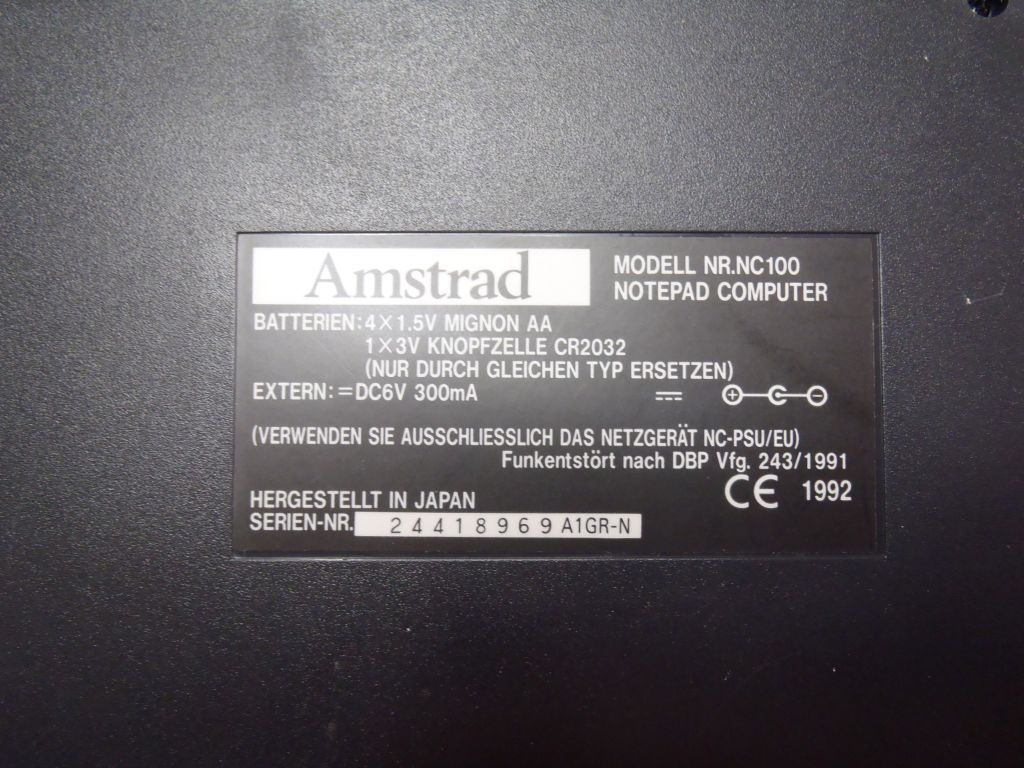 Amstrad
MODELL NR.NC100
NOTEPAD COMPUTER
BATTERIEN:4×1.5V MIGNON AA
1×3V KNOPFZELLE CR2032
(NUR DURCH GLEICHEN TYP ERSETZEN)
EXTERN:=DC6V 300mA
(VERWENDEN SIE AUSSCHLIESSLICH DAS NETZGERÄT NC-PSU/EU)
Funkentstört nach DBP Vfg. 243/1991
CE 1992
HERGESTELLT IN JAPAN
SERIEN-NR. 24418969 A1GR-N